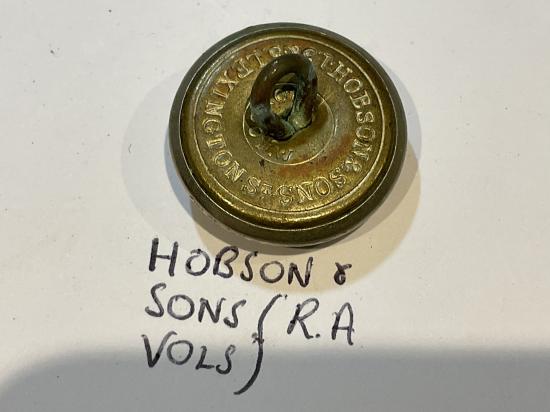 HOBSON & SONS
LEXINGTON ST
HOBSON &
SONS
VOLS } R.A